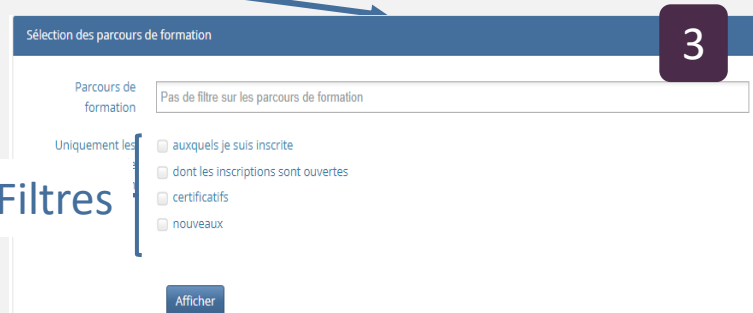 Sélection des parcours de formation
3
Parcours de
formation
Pas de filtre sur les parcours de formation
Uniquement les
auxquels je suis inscrite
dont les inscriptions sont ouvertes
certificatifs
nouveaux
Filtres
Afficher